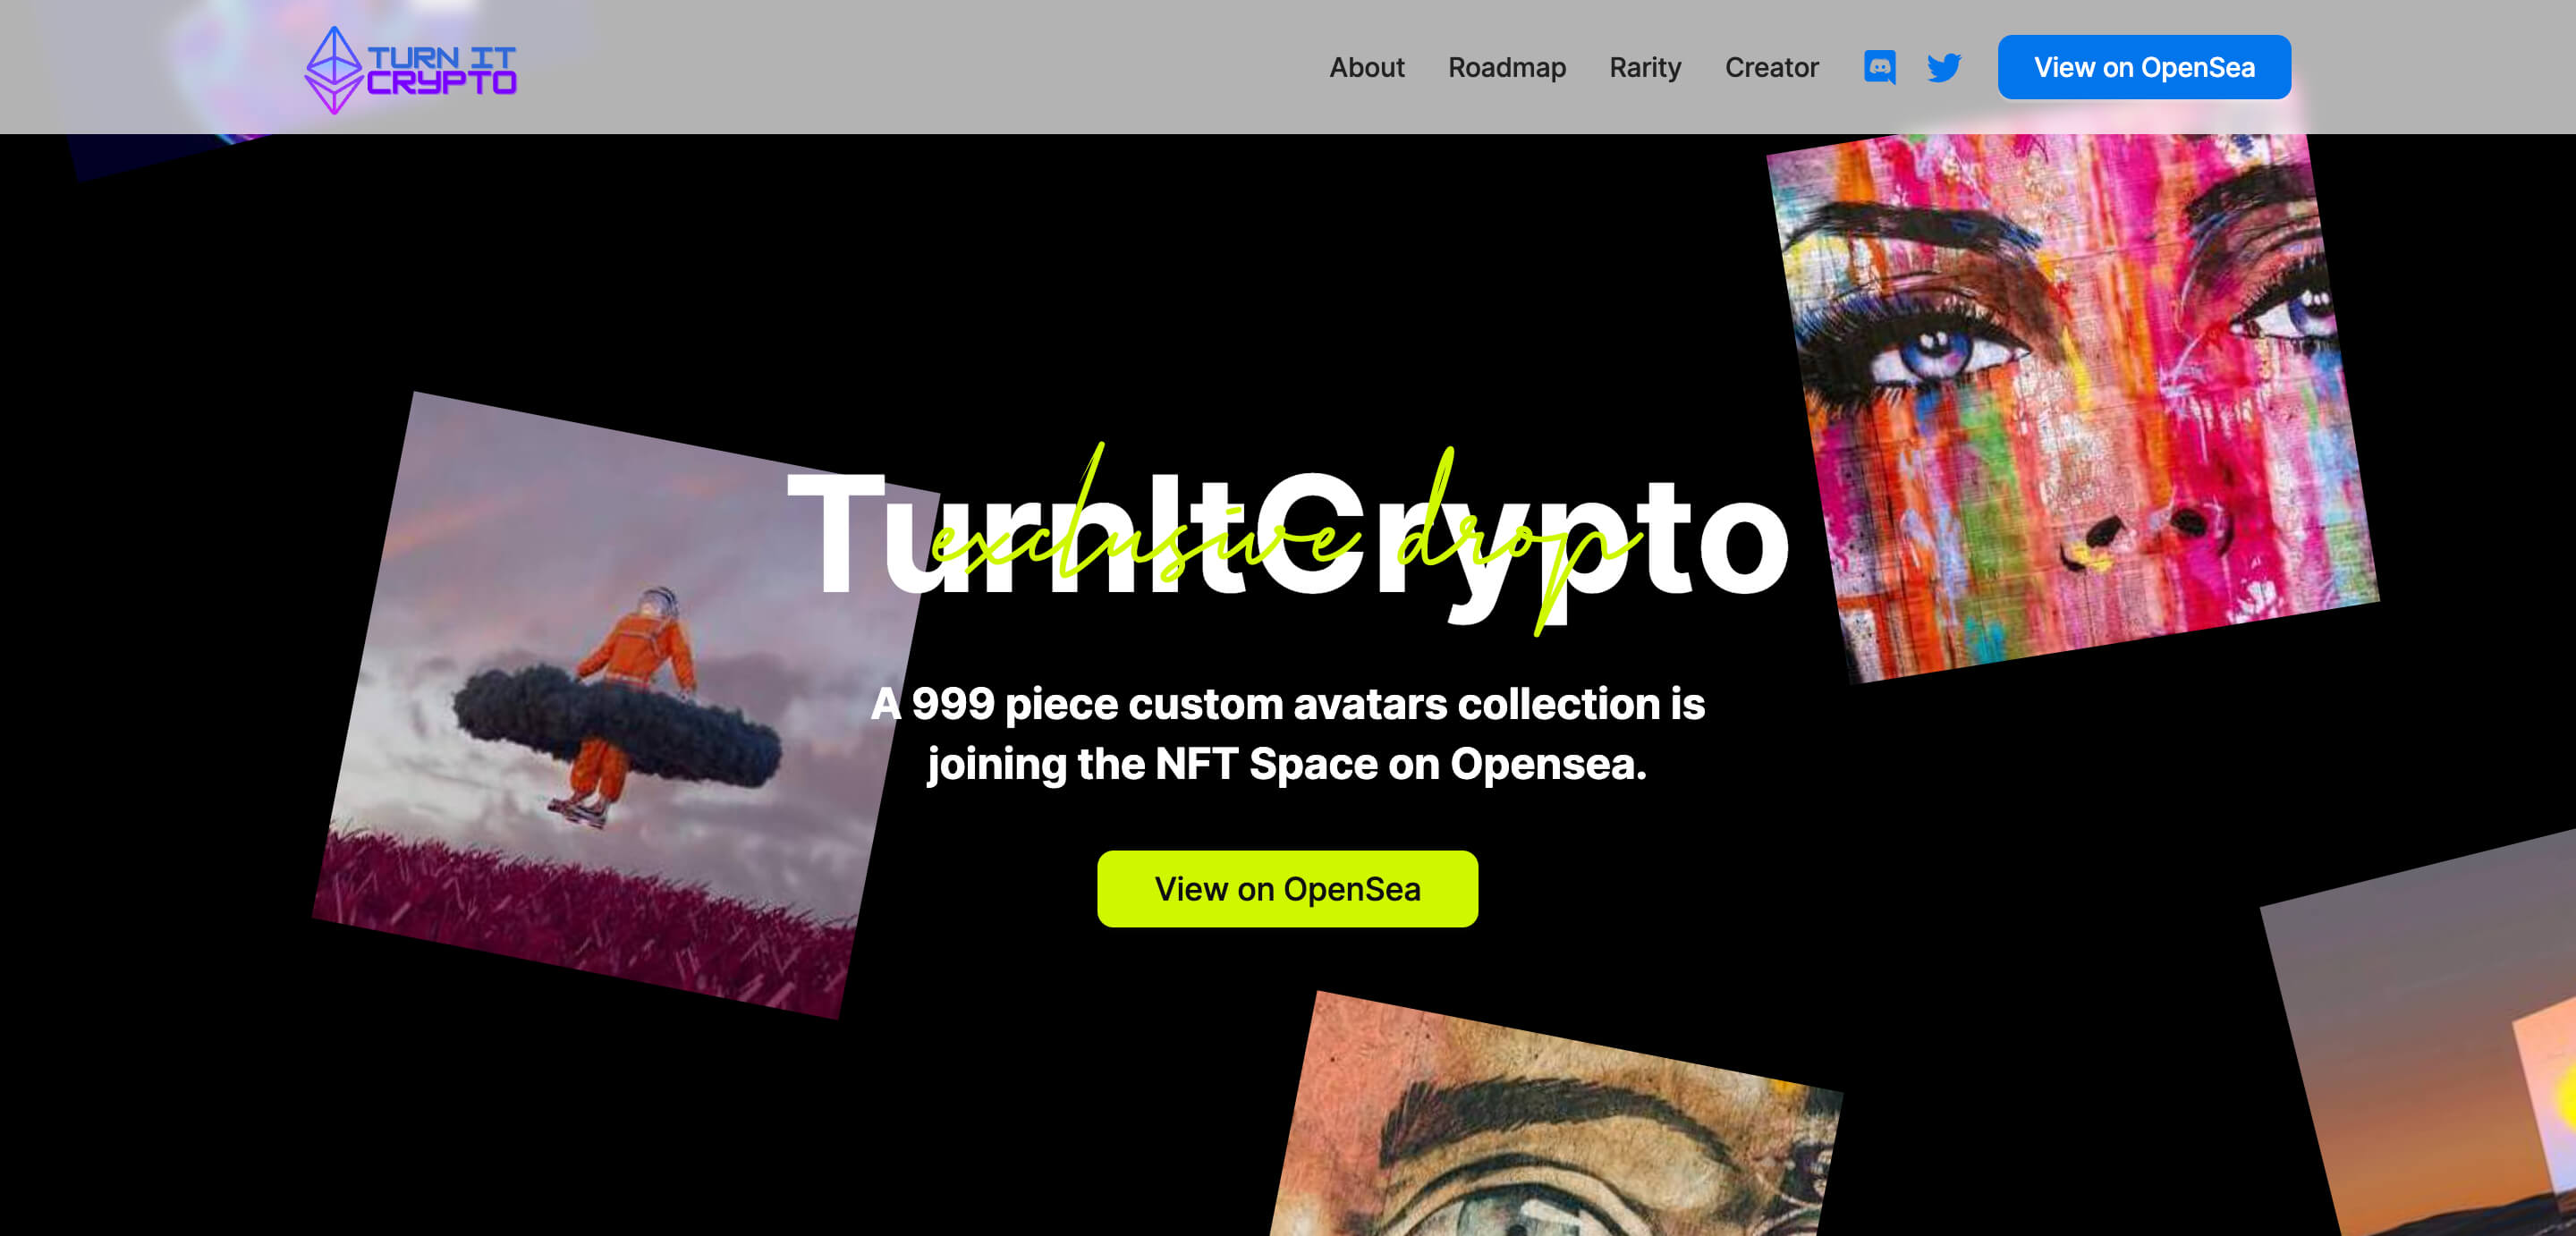 TURN IT
CRYPTO
About Roadmap Rarity Creator View on OpenSea
TurnItCrypto
exclusive drop
A 999 piece custom avatars collection is
joining the NFT Space on Opensea.
View on OpenSea